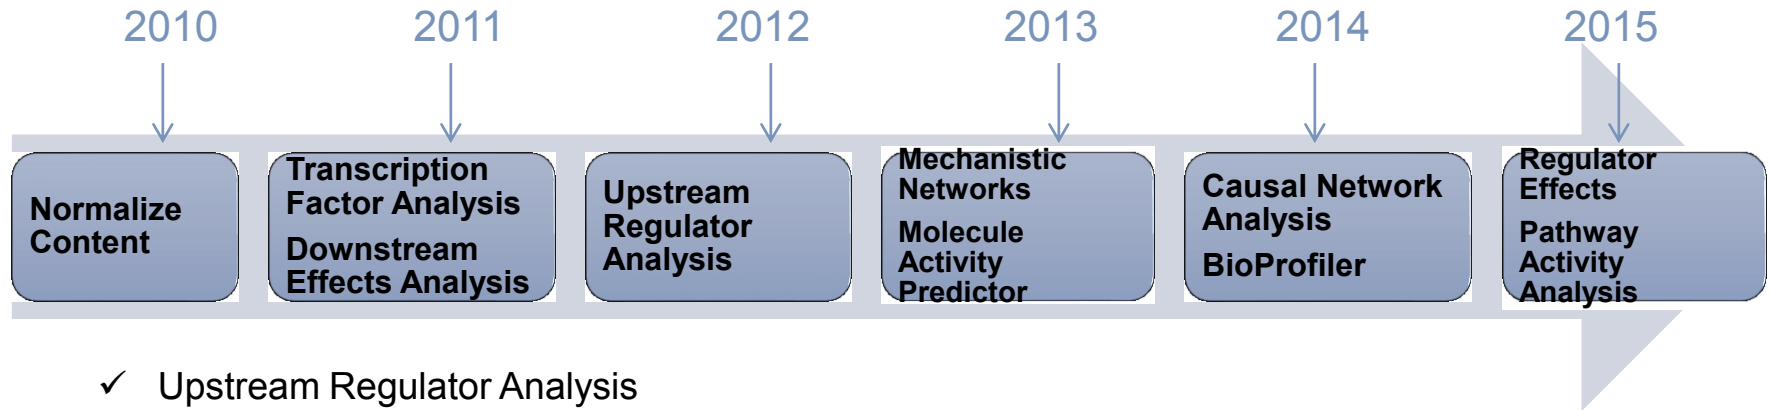 2010
2011
2012
2013
2014
2015
Normalize
Content
Transcription
Factor Analysis
Downstream
Effects Analysis
Upstream
Regulator
Analysis
Mechanistic
Networks
Molecule
Activity
Predictor
Causal Network
Analysis
BioProfiler
Regulator
Effects
Pathway
Activity
Analysis
✓ Upstream Regulator Analysis